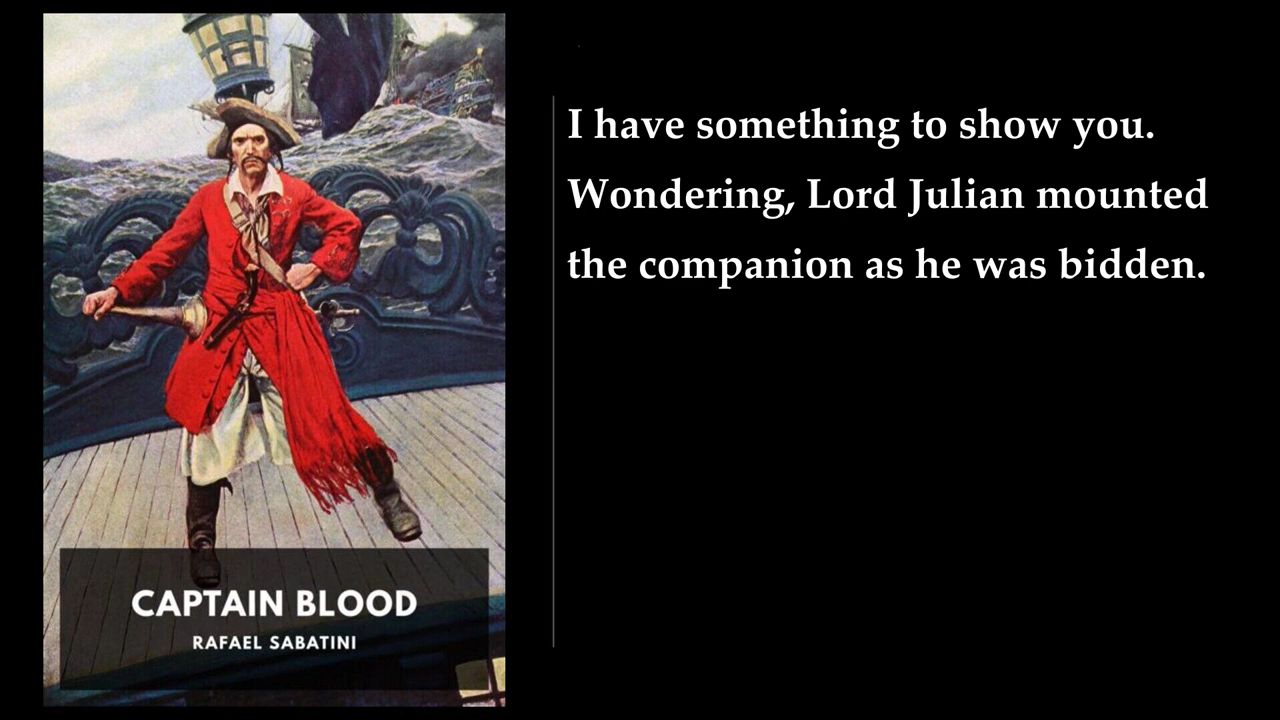 I have something to show you.
Wondering, Lord Julian mounted
the companion as he was bidden.
CAPTAIN BLOOD
RAFAEL SABATINI